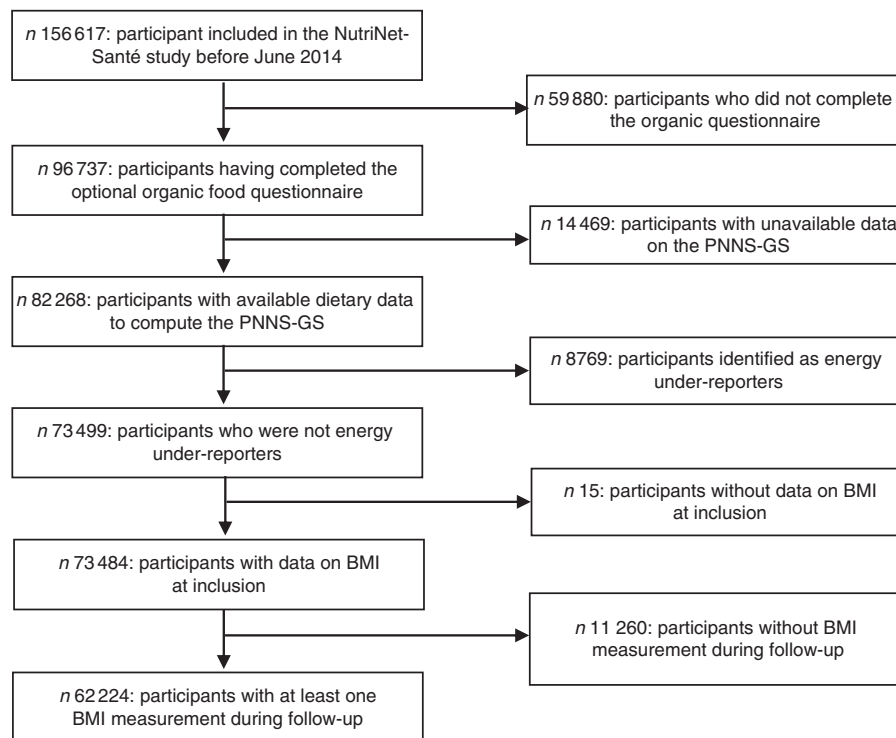 n 156 617: participant included in the NutriNet-
Santé study before June 2014
n 59 880: participants who did not complete
the organic questionnaire
n 96 737: participants having completed the
optional organic food questionnaire
n 14 469: participants with unavailable data
on the PNNS-GS
n 82 268: participants with available dietary data
to compute the PNNS-GS
n 8769: participants identified as energy
under-reporters
n 73 499: participants who were not energy
under-reporters
n 15: participants without data on BMI
at inclusion
n 73 484: participants with data on BMI
at inclusion
n 11 260: participants without BMI
measurement during follow-up
n 62 224: participants with at least one
BMI measurement during follow-up